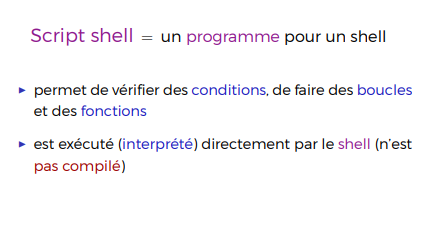 Script shell = un programme pour un shell
▸ permet de vérifier des conditions, de faire des boucles
et des fonctions
▸ est exécuté (interprété) directement par le shell (n'est
pas compilé)